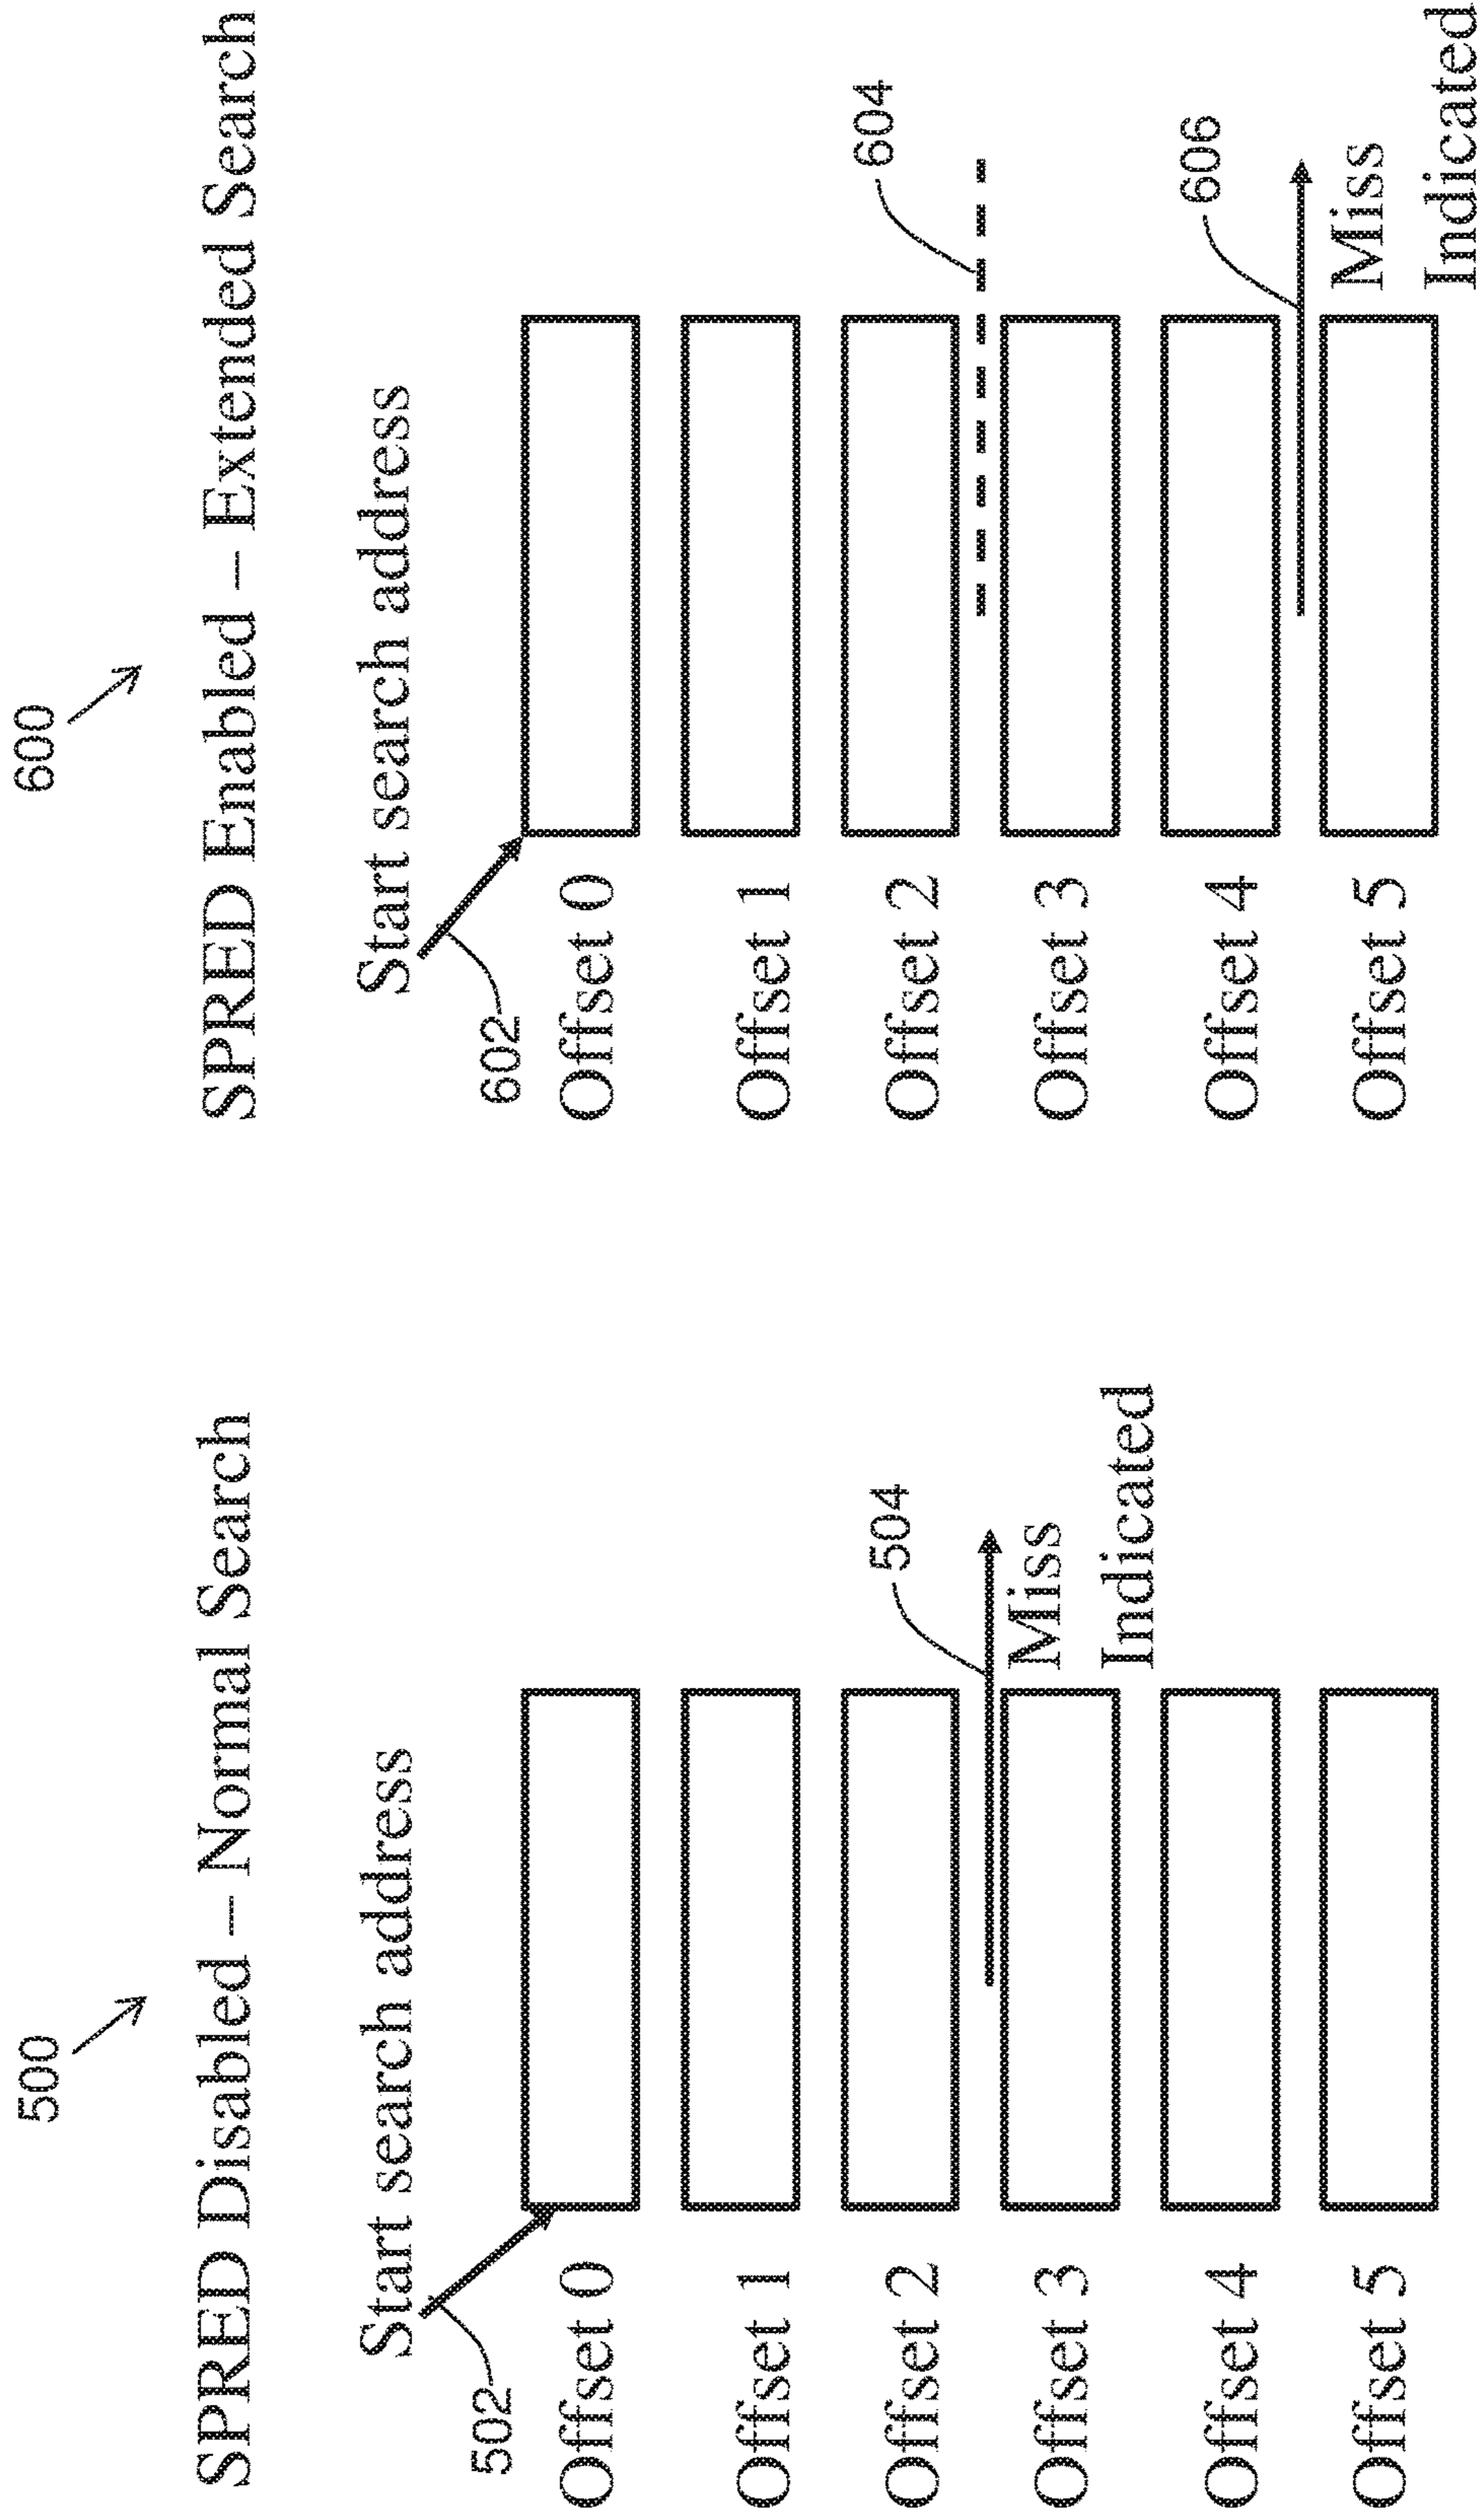 500
SPRED Disabled – Normal Search
Start search address
502
Offset 0
Offset 1
Offset 2
504
Miss
Indicated
Offset 3
Offset 4
Offset 5
600
SPRED Enabled – Extended Search
Start search address
602
Offset 0
Offset 1
Offset 2
604
Offset 3
Offset 4
606
Miss
Indicated
Offset 5